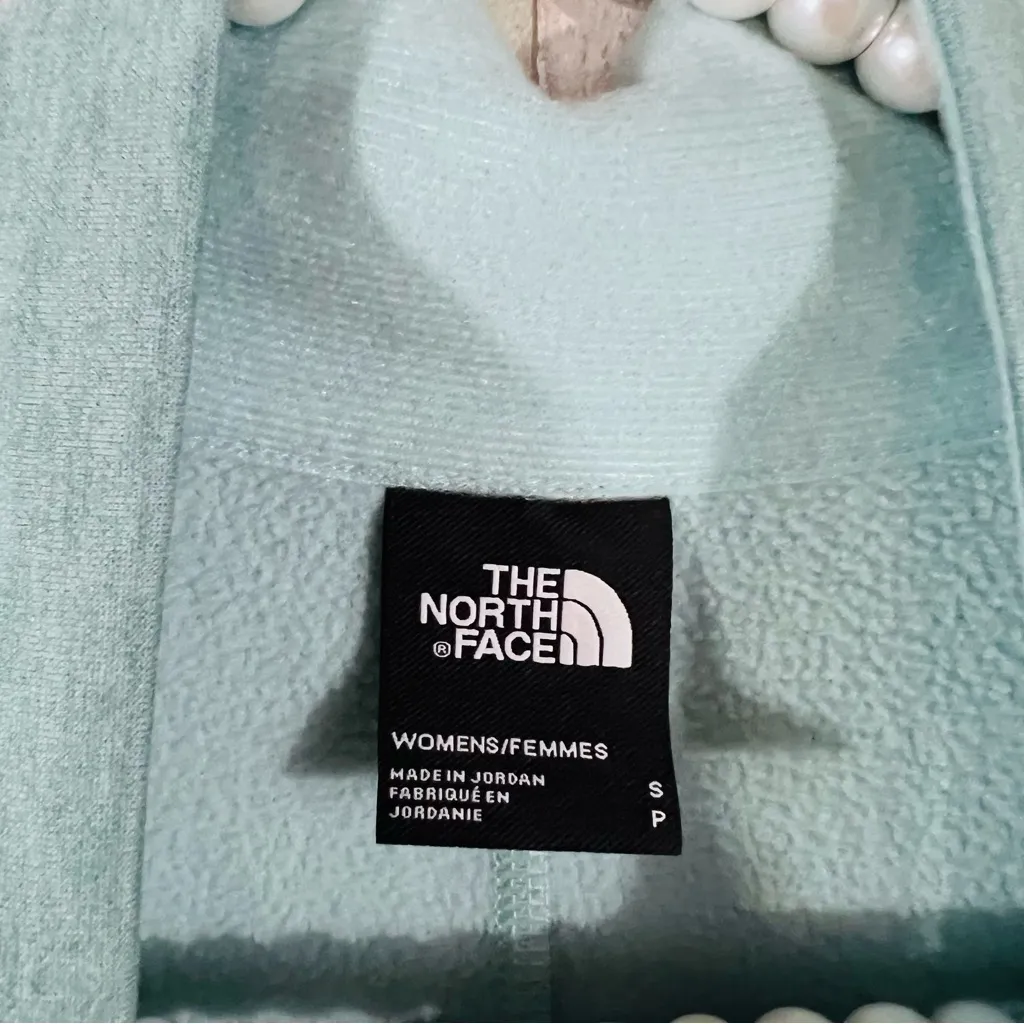 THE
NORTH
®FACE
WOMENS/FEMMES
MADE IN JORDAN
FABRIQUÉ EN
JORDANIE
S
P